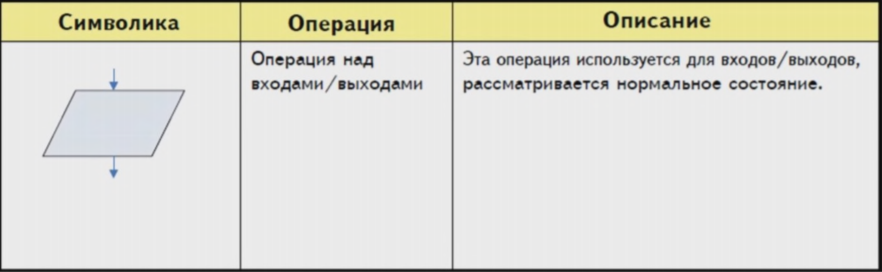 Символика
Операция
Описание
Операция над
входами/выходами
Эта операция используется для входов/выходов,
рассматривается нормальное состояние.